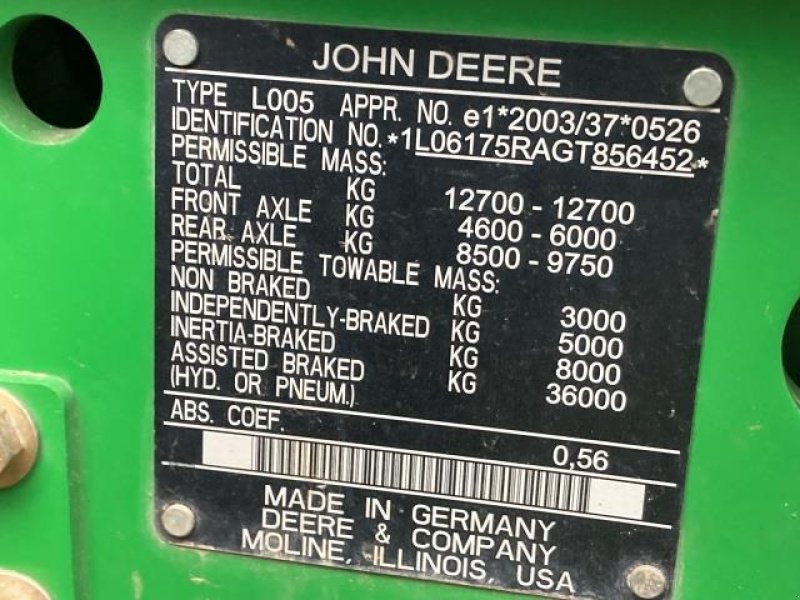 JOHN DEERE
TYPE L005 APPR. NO. e1*2003/37*0526
IDENTIFICATION NO. *1L06175RAGT856452*
PERMISSIBLE MASS:
TOTAL KG 12700 - 12700
FRONT AXLE KG 4600 - 6000
REAR AXLE KG 8500 - 9750
PERMISSIBLE TOWABLE MASS:
NON BRAKED KG 3000
INDEPENDENTLY-BRAKED KG 5000
INERTIA-BRAKED KG 8000
ASSISTED BRAKED KG 36000
(HYD. OR PNEUM.)
ABS. COEF. 0,56
MADE IN GERMANY
DEERE & COMPANY
MOLINE, ILLINOIS, USA